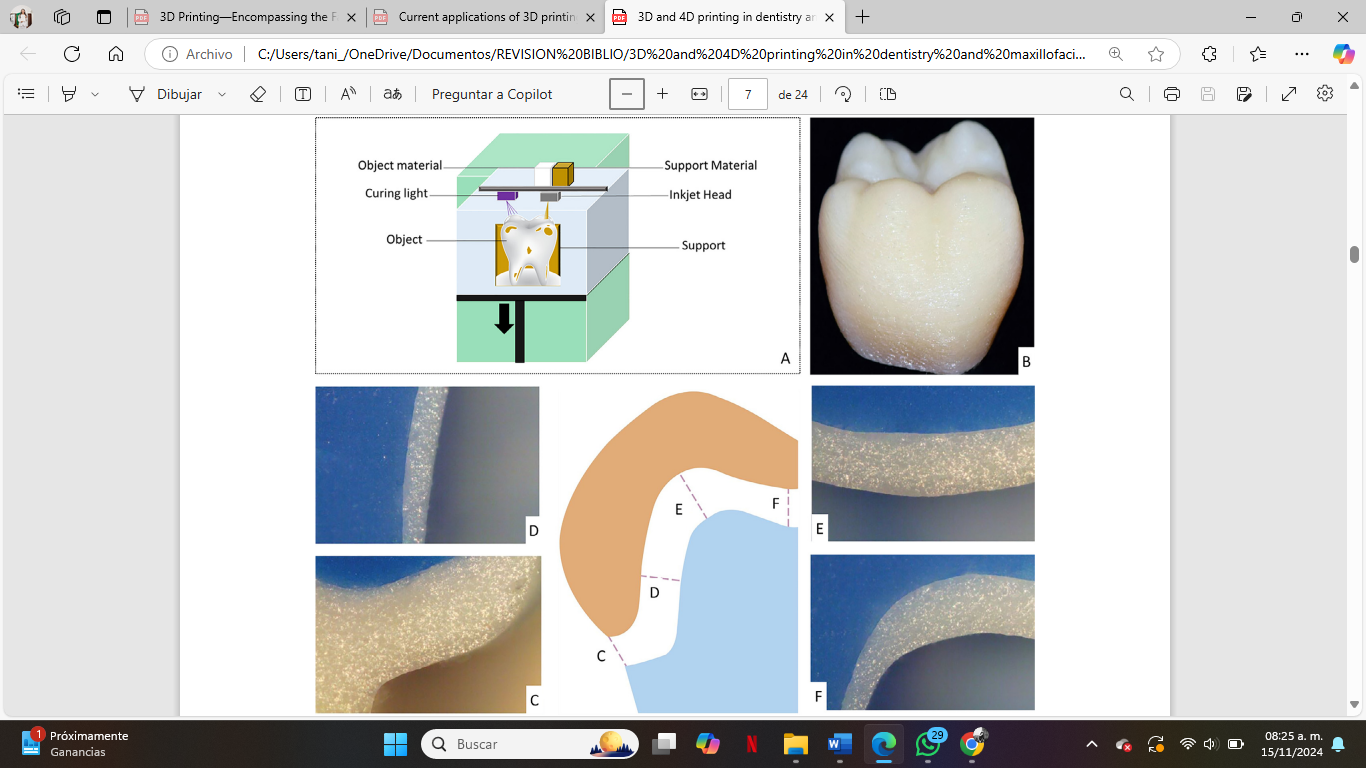 3D Printing—Encompassing the F
Current applications of 3D printin
3D and 4D printing in dentistry ar
Archivo
C:/Users/tani_/OneDrive/Documentos/REVISION%20BIBLIO/3D%20and%204D%20printing%20in%20dentistry%20and%20maxillofaci...
Dibujar
Preguntar a Copilot
7
de 24
Object material
Support Material
Curing light
Inkjet Head
Object
Support
A
B
D
E
F
E
D
C
C
F
1
Próximamente
Ganancias
Buscar
29
08:25 a. m.
15/11/2024